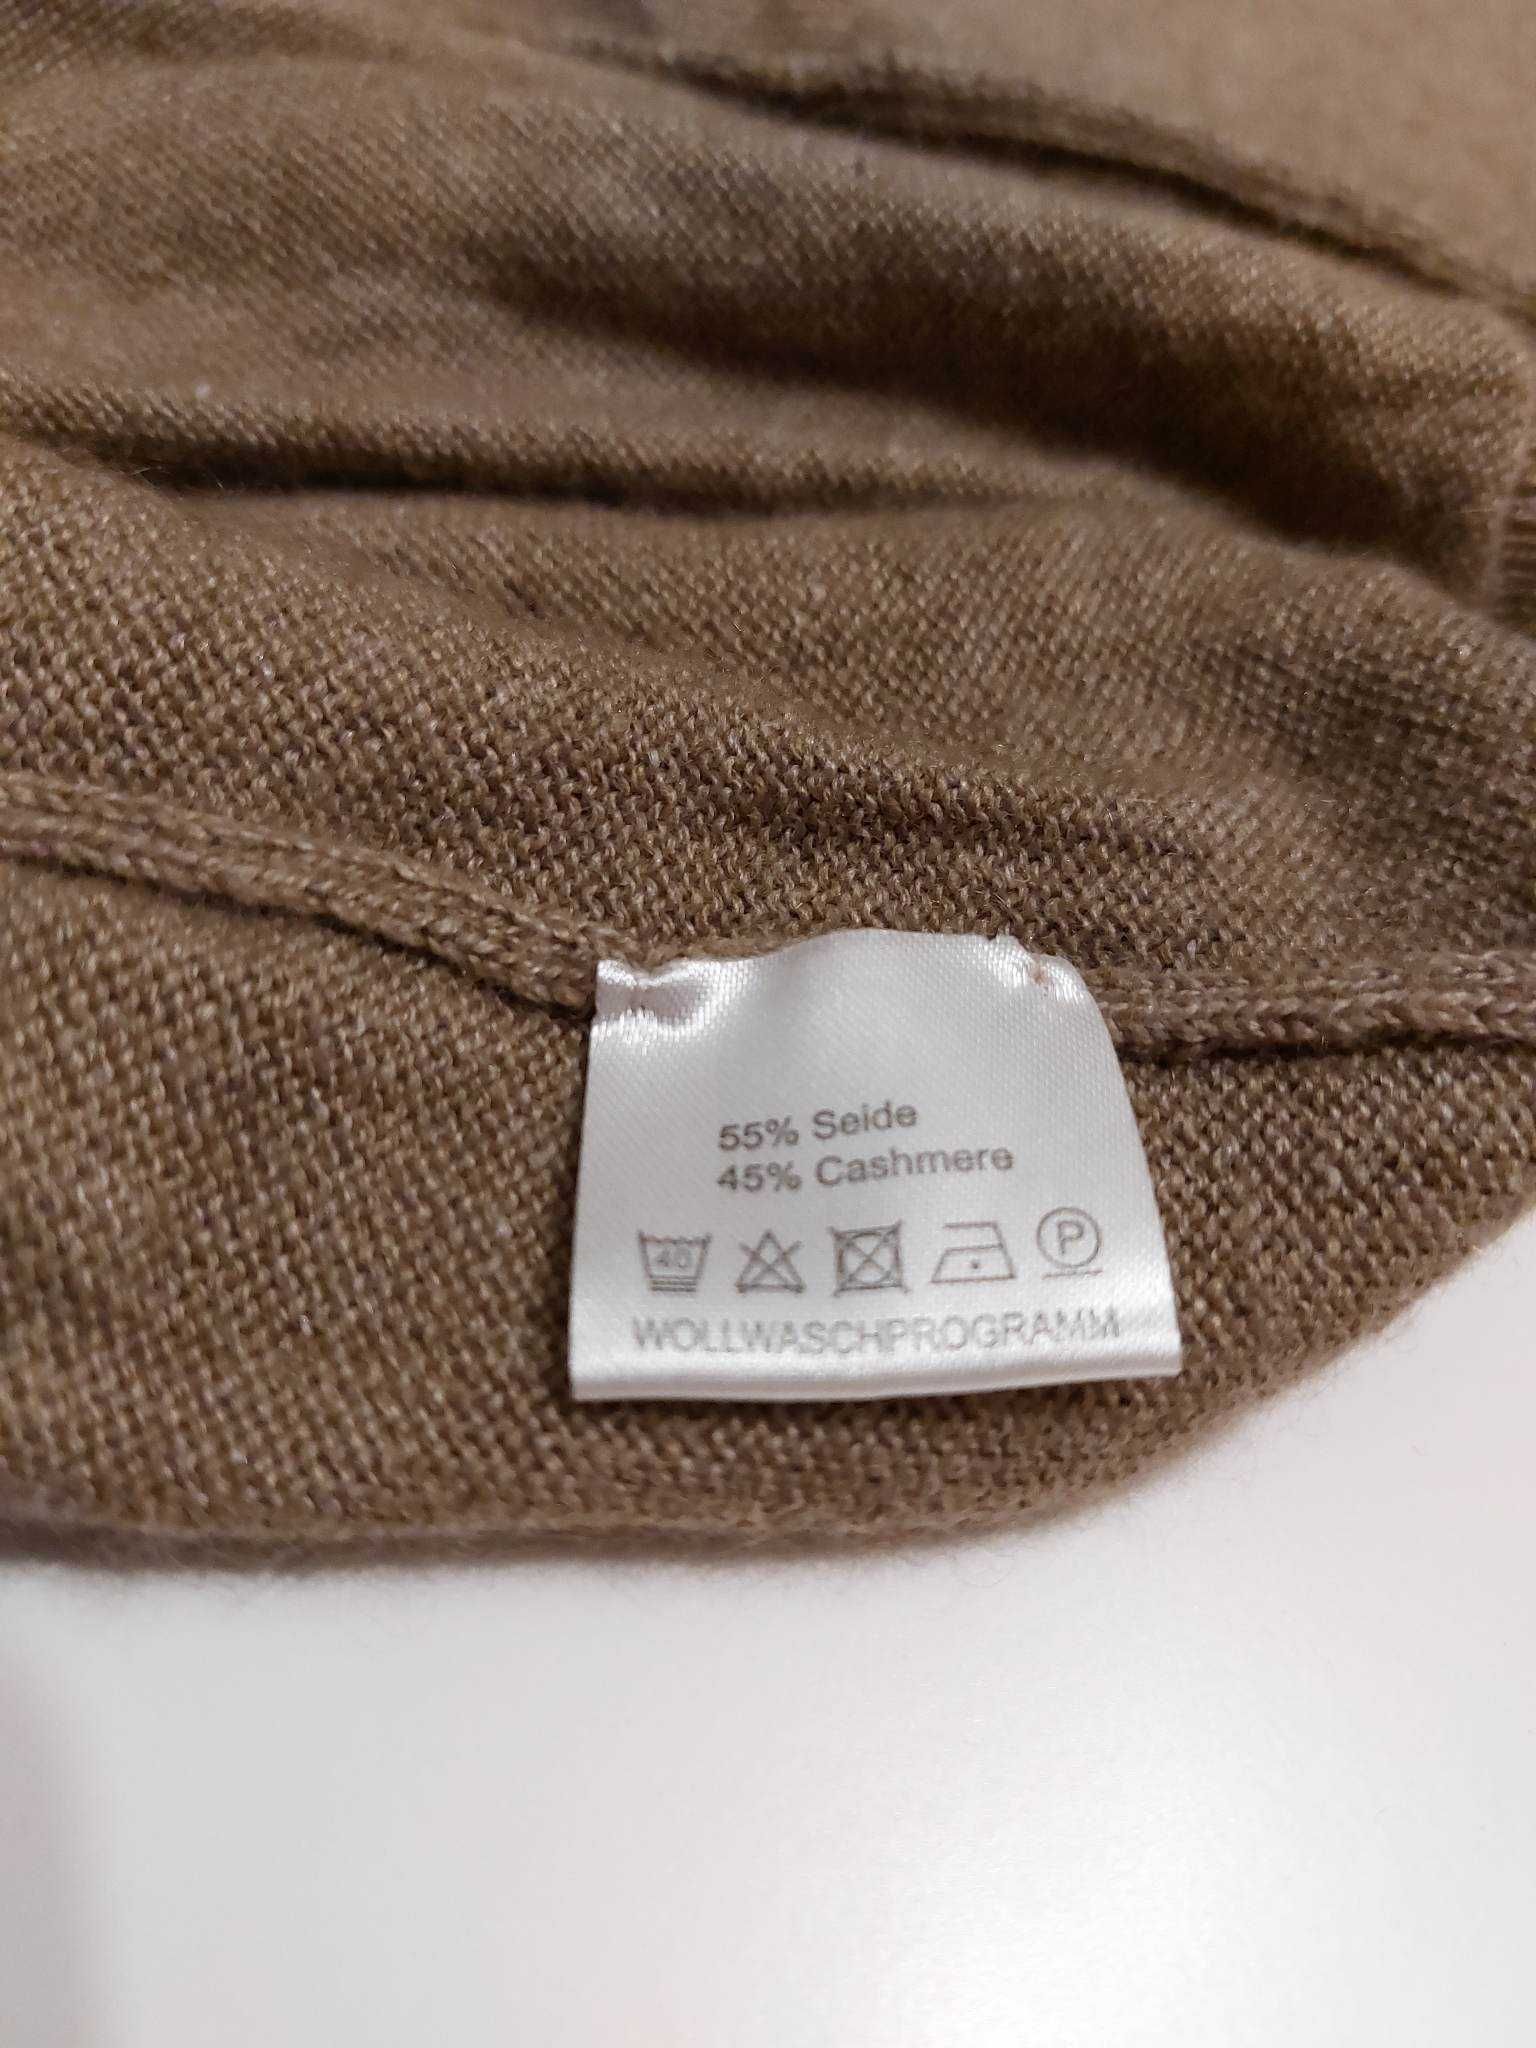 55% Seide
45% Cashmere
40 P
WOLLWASCHPROGRAMM